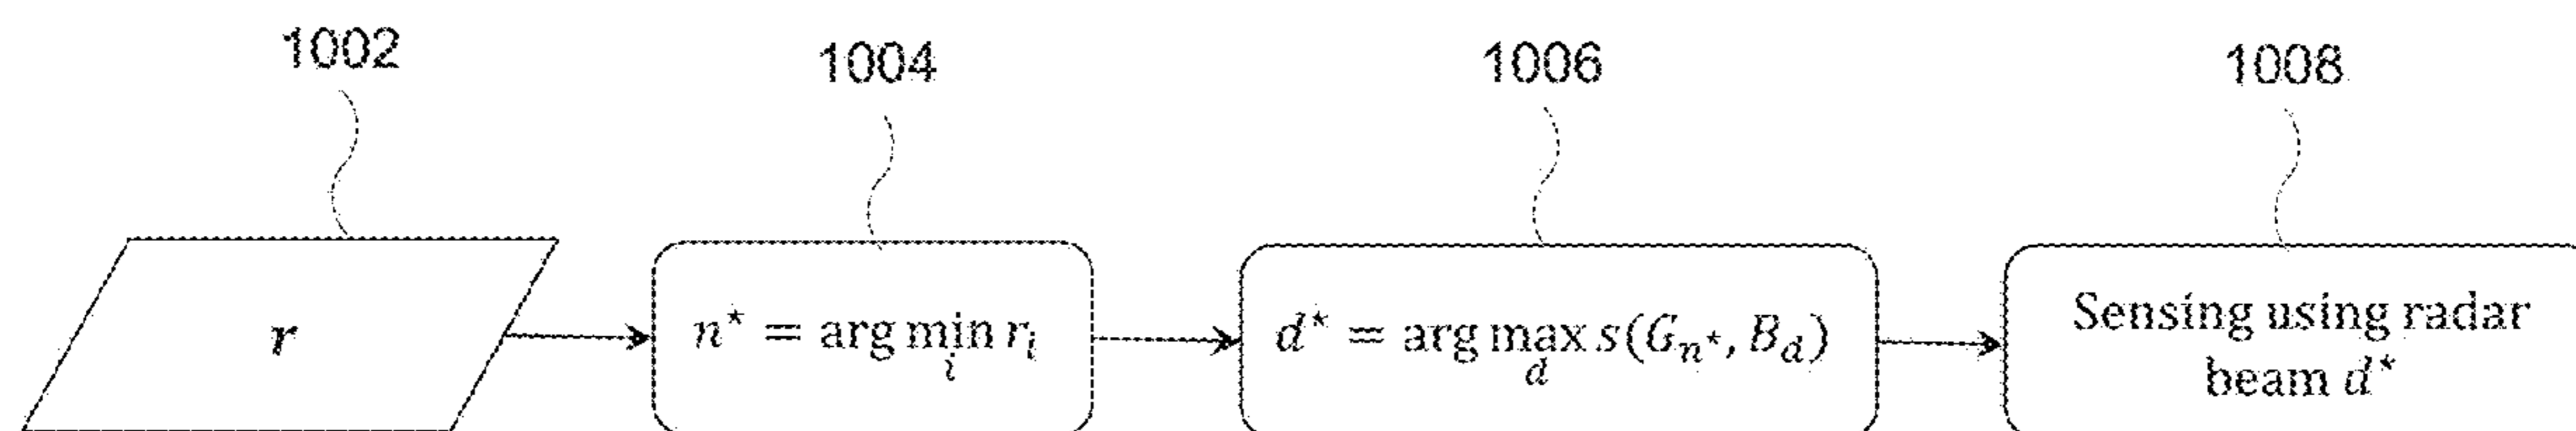 1002
1004
1006
1008
r
n* = arg min r_i
i
d* = arg max s(G_n*, B_d)
d
Sensing using radar
beam d*